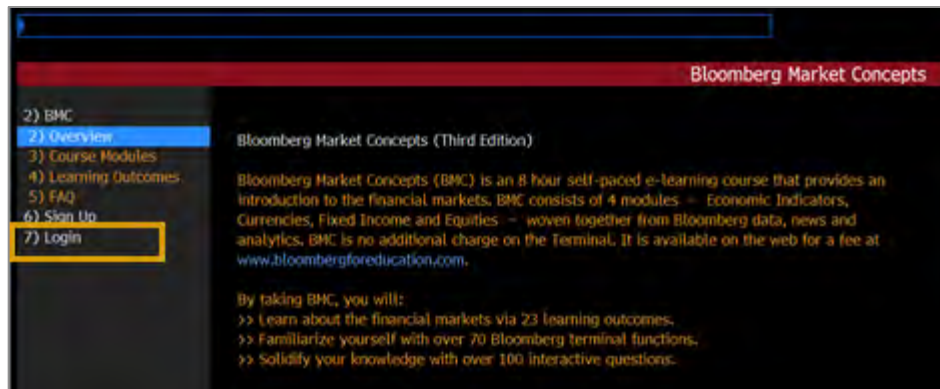 Bloomberg Market Concepts
2) BMC
2) Overview
3) Course Modules
4) Learning Outcomes
5) FAQ
6) Sign Up
7) Login
Bloomberg Market Concepts (Third Edition)
Bloomberg Market Concepts (BMC) is an 8 hour self-paced e-learning course that provides an
introduction to the financial markets. BMC consists of 4 modules – Economic Indicators,
Currencies, Fixed Income and Equities – woven together from Bloomberg data, news and
analytics. BMC is no additional charge on the Terminal. It is available on the web for a fee at
www.bloombergforeducation.com.
By taking BMC, you will:
>> Learn about the financial markets via 23 learning outcomes.
>> Familiarize yourself with over 70 Bloomberg terminal functions.
>> Solidify your knowledge with over 100 interactive questions.